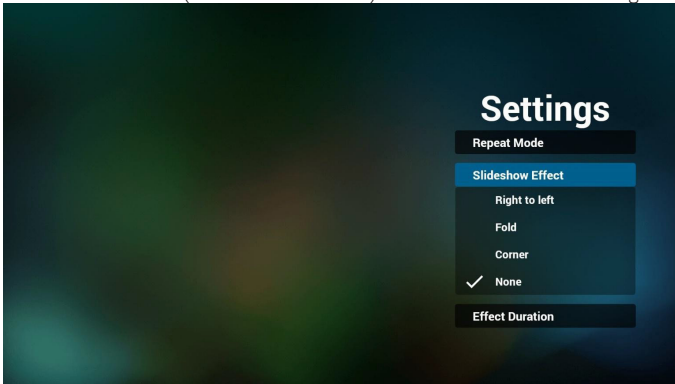 Settings
Repeat Mode
Slideshow Effect
Right to left
Fold
Corner
None
Effect Duration